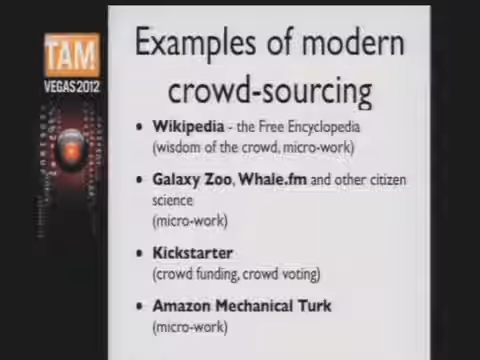 TAM!
VEGAS 2012
Examples of modern
crowd-sourcing
• Wikipedia - the Free Encyclopedia
(wisdom of the crowd, micro-work)
• Galaxy Zoo, Whale.fm and other citizen
science
(micro-work)
• Kickstarter
(crowd funding, crowd voting)
• Amazon Mechanical Turk
(micro-work)